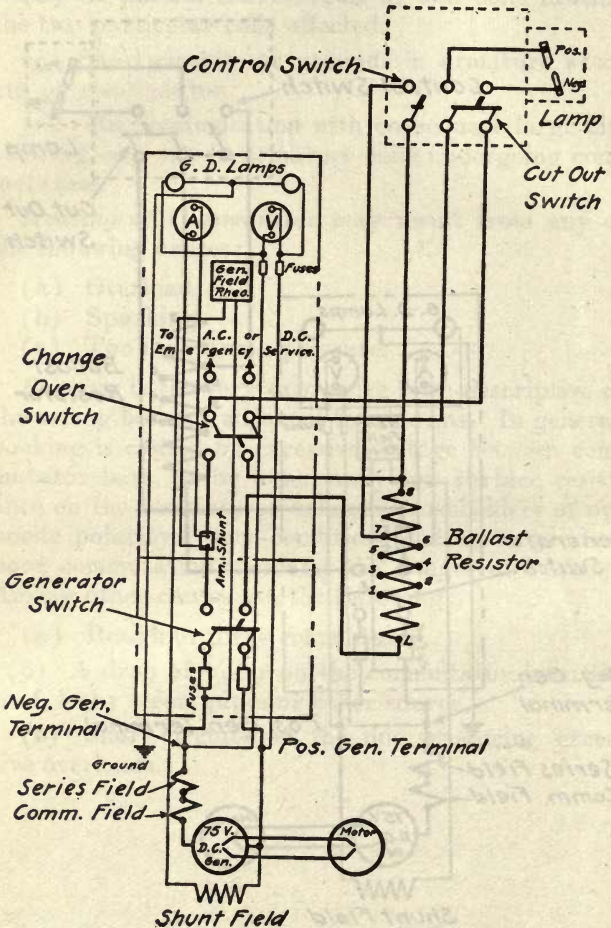 Control Switch
Pos.
Neg.
Lamp
Cut Out
Switch
G. D. Lamps
A
V
Fuses
Gen.
Field
Rheo.
To A.C. or D.C.
Emergency Service.
Change
Over
Switch
8
7
6
5
4
3
2
1
L
Ballast
Resistor
Am. Shunt
Generator
Switch
Fuses
Neg. Gen,
Terminal
Pos. Gen. Terminal
Ground
Series Field
Comm. Field
75 V.
D.C.
Gen.
Motor
Shunt Field